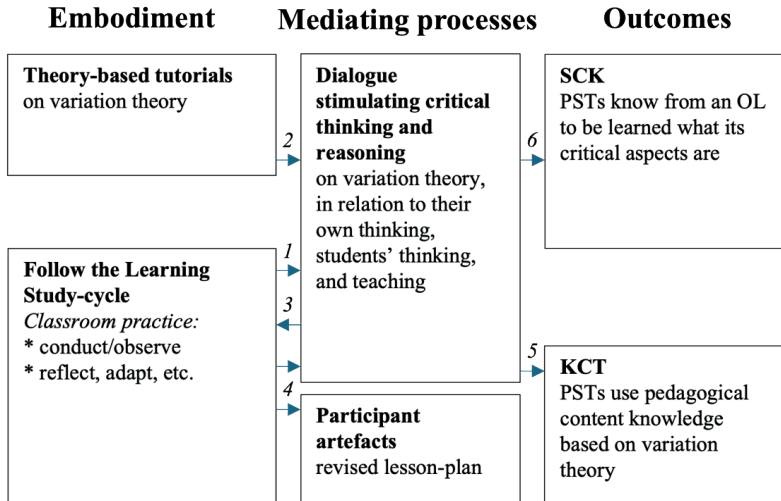 Embodiment
Mediating processes
Outcomes
Theory-based tutorials
on variation theory
2
Dialogue
stimulating critical
thinking and
reasoning
on variation theory,
in relation to their
own thinking,
students’ thinking,
and teaching
6
SCK
PSTs know from an OL
to be learned what its
critical aspects are
1
Follow the Learning
Study-cycle
Classroom practice:
* conduct/observe
* reflect, adapt, etc.
3
4
Participant
artefacts
revised lesson-plan
5
KCT
PSTs use pedagogical
content knowledge
based on variation
theory